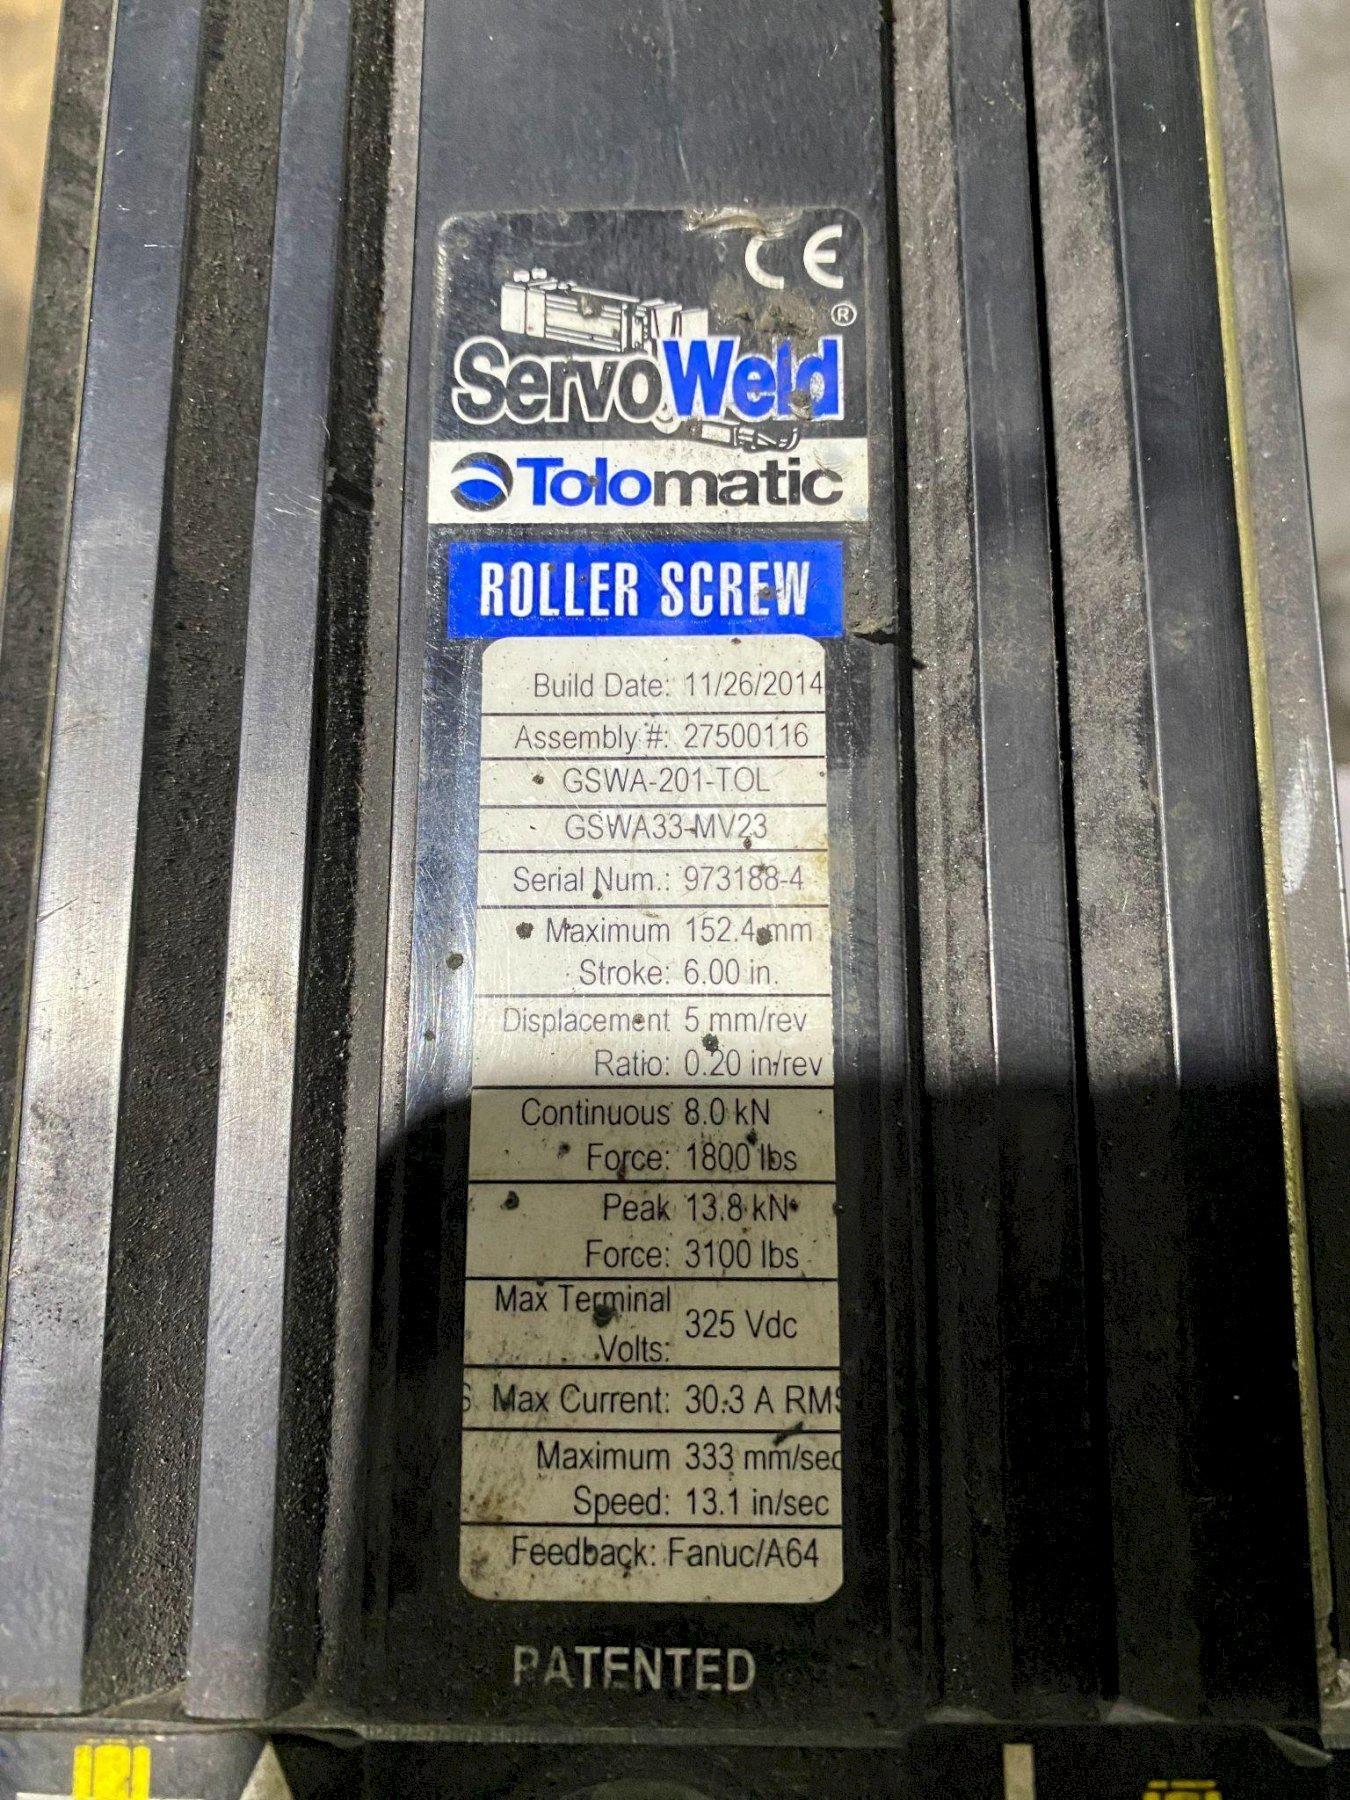 CE
®
ServoWeld
Tolomatic
ROLLER SCREW
Build Date: 11/26/2014
Assembly #: 27500116
GSWA-201-TOL
GSWA33-MV23
Serial Num.: 973188-4
Maximum 152.4 mm
Stroke: 6.00 in.
Displacement 5 mm/rev
Ratio: 0.20 in/rev
Continuous 8.0 kN
Force: 1800 lbs
Peak 13.8 kN
Force: 3100 lbs
Max Terminal
Volts: 325 Vdc
S Max Current: 30.3 A RMS
Maximum 333 mm/sec
Speed: 13.1 in/sec
Feedback: Fanuc/A64
PATENTED